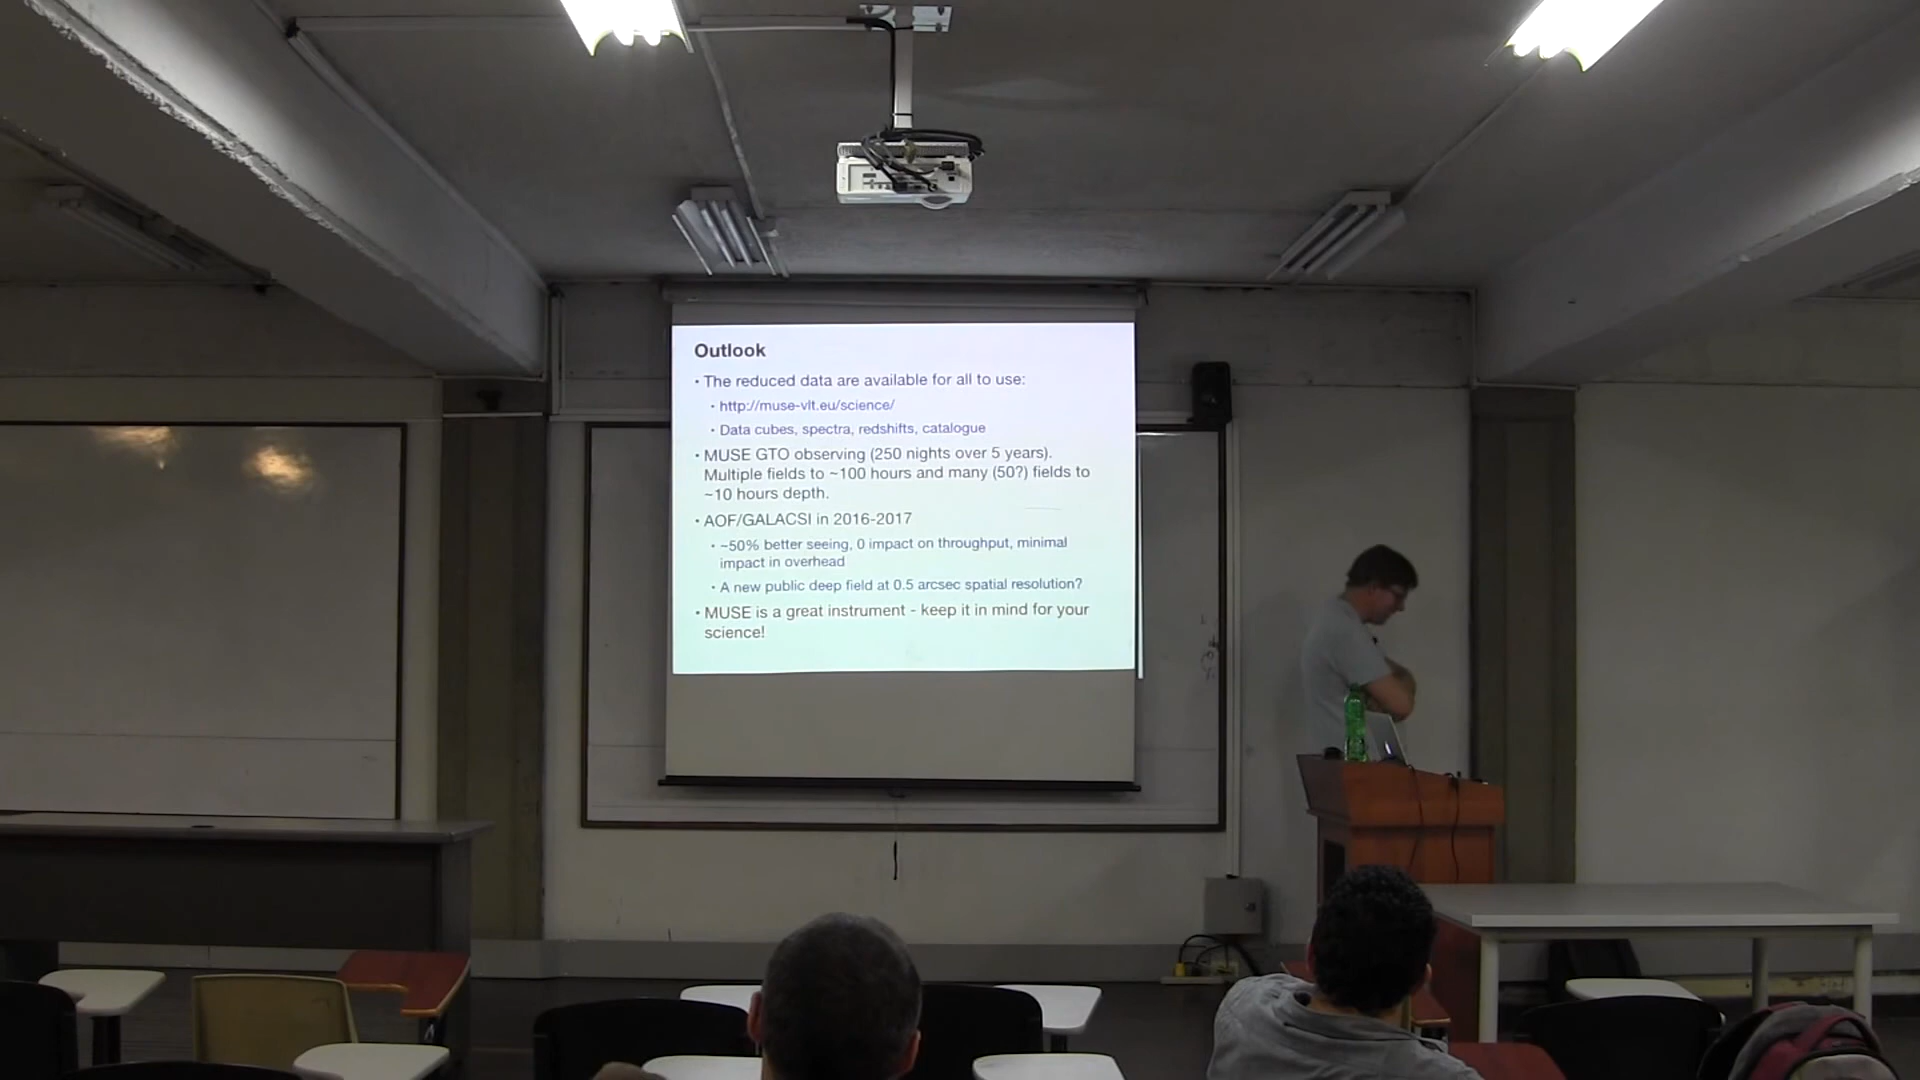 Outlook
• The reduced data are available for all to use:
• http://muse-vlt.eu/science/
• Data cubes, spectra, redshifts, catalogue
• MUSE GTO observing (250 nights over 5 years).
Multiple fields to ~100 hours and many (50?) fields to
~10 hours depth.
• AOF/GALACSI in 2016-2017
• ~50% better seeing, 0 impact on throughput, minimal
impact in overhead
• A new public deep field at 0.5 arcsec spatial resolution?
• MUSE is a great instrument - keep it in mind for your
science!